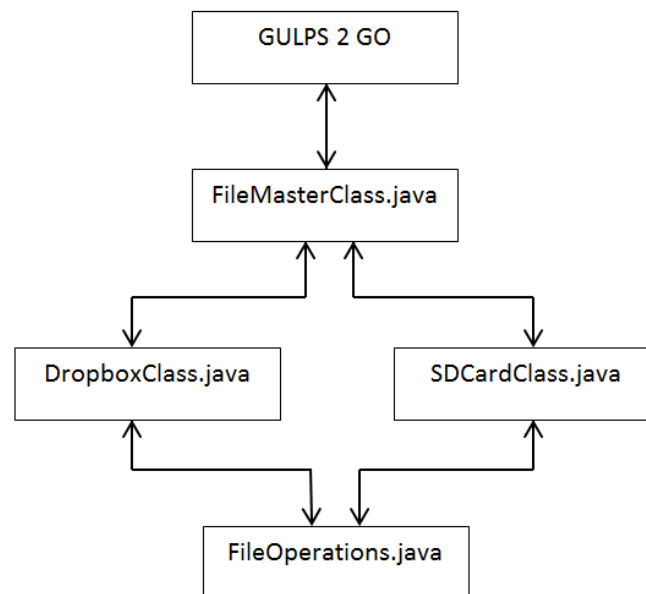 GULPS 2 GO
FileMasterClass.java
DropboxClass.java
SDCardClass.java
FileOperations.java